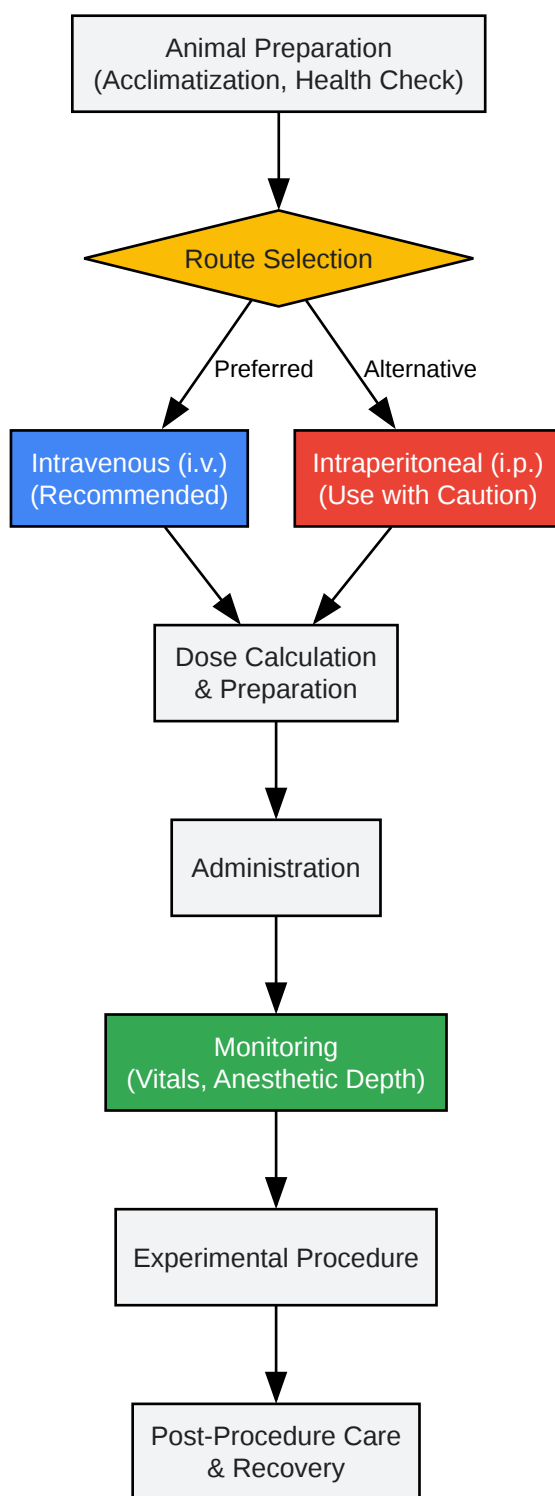 Animal Preparation
(Acclimatization, Health Check)
Route Selection
Preferred
Alternative
Intravenous (i.v.)
(Recommended)
Intraperitoneal (i.p.)
(Use with Caution)
Dose Calculation
& Preparation
Administration
Monitoring
(Vitals, Anesthetic Depth)
Experimental Procedure
Post-Procedure Care
& Recovery